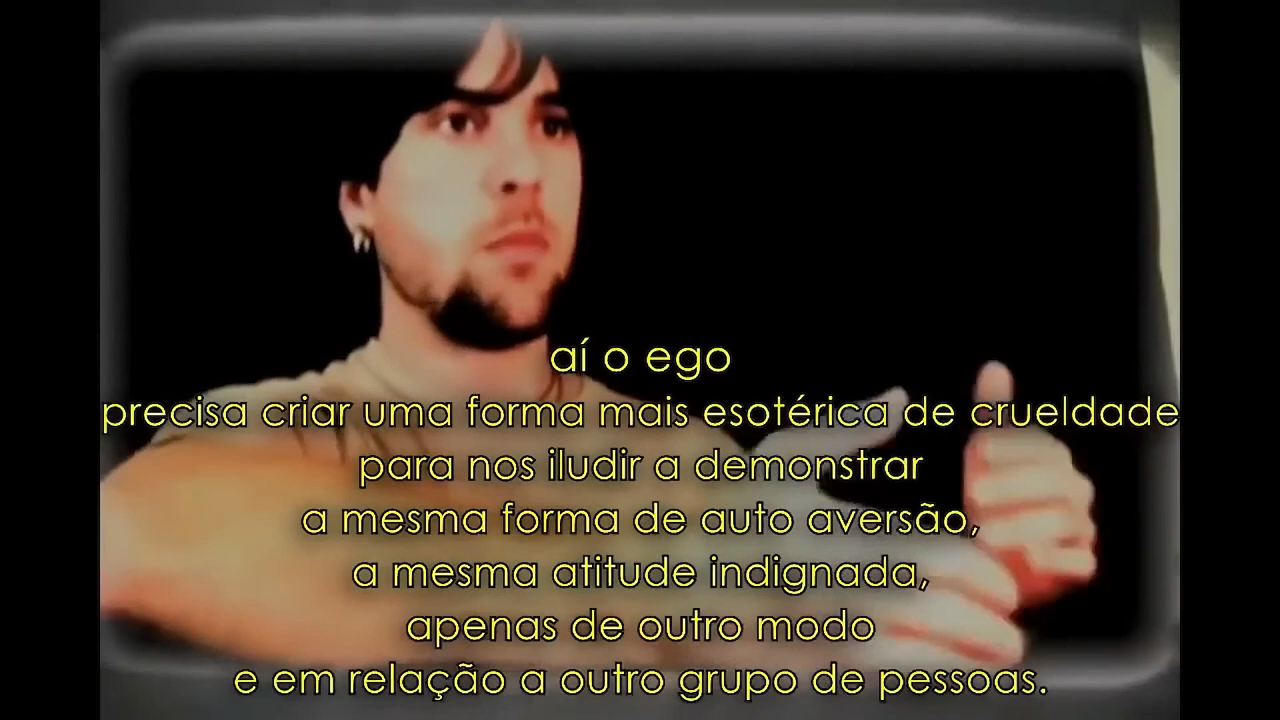 aí o ego
precisa criar uma forma mais esotérica de crueldade
para nos iludir a demonstrar
a mesma forma de auto aversão,
a mesma atitude indignada,
apenas de outro modo
e em relação a outro grupo de pessoas.